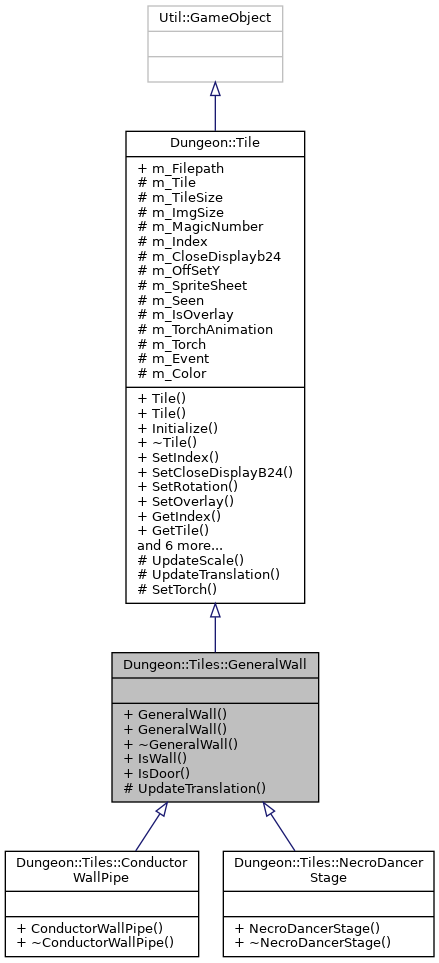 Util::GameObject
Dungeon::Tile
+ m_Filepath
# m_Tile
# m_TileSize
# m_ImgSize
# m_MagicNumber
# m_Index
# m_CloseDisplayb24
# m_OffSetY
# m_SpriteSheet
# m_Seen
# m_IsOverlay
# m_TorchAnimation
# m_Torch
# m_Event
# m_Color
+ Tile()
+ Tile()
+ Initialize()
+ ~Tile()
+ SetIndex()
+ SetCloseDisplayB24()
+ SetRotation()
+ SetOverlay()
+ GetIndex()
+ GetTile()
and 6 more...
# UpdateScale()
# UpdateTranslation()
# SetTorch()
Dungeon::Tiles::GeneralWall
+ GeneralWall()
+ GeneralWall()
+ ~GeneralWall()
+ IsWall()
+ IsDoor()
# UpdateTranslation()
Dungeon::Tiles::Conductor
WallPipe
+ ConductorWallPipe()
+ ~ConductorWallPipe()
Dungeon::Tiles::NecroDancer
Stage
+ NecroDancerStage()
+ ~NecroDancerStage()